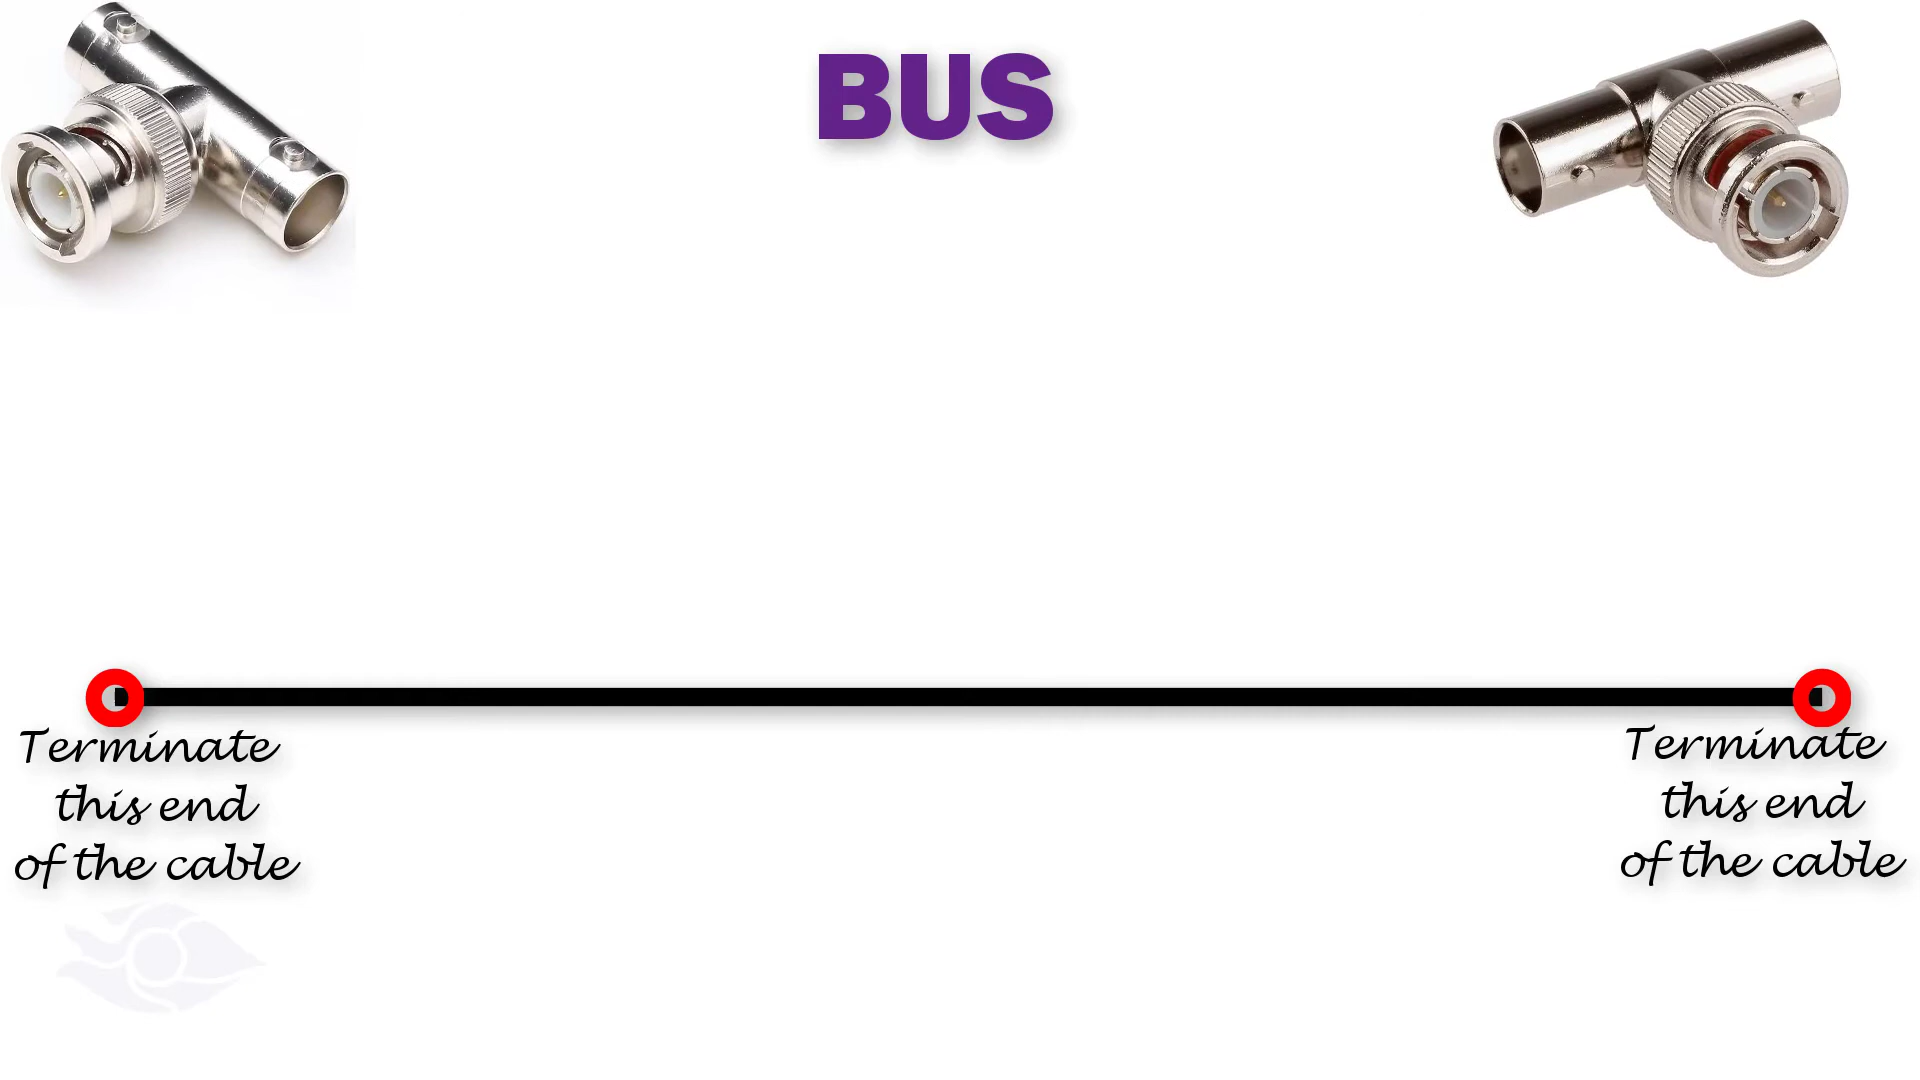 BUS
Terminate
this end
of the cable
Terminate
this end
of the cable